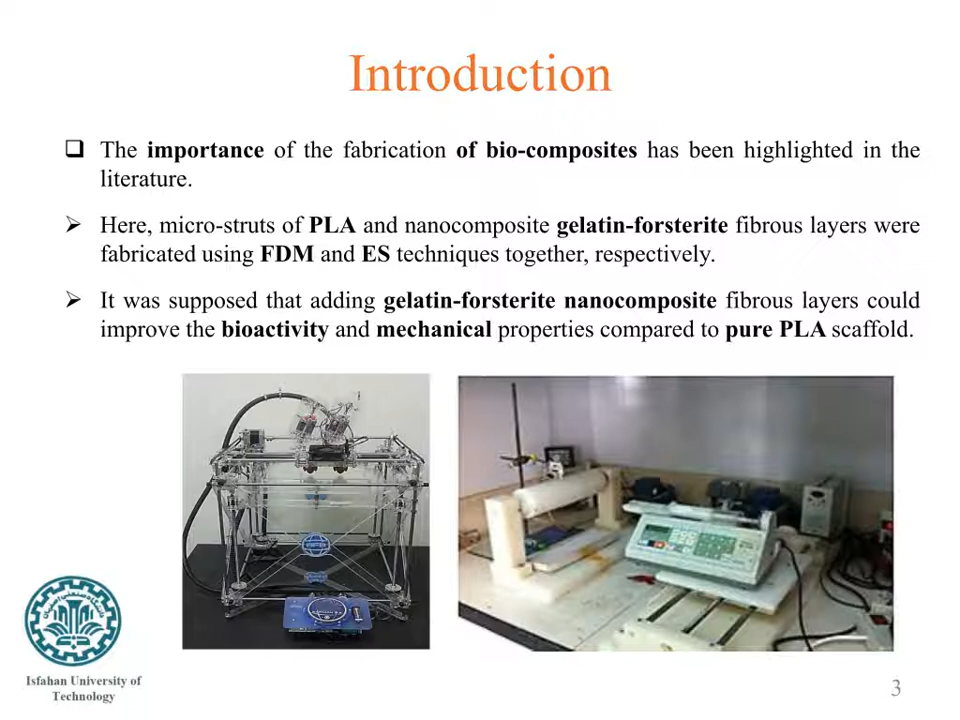 Introduction
The importance of the fabrication of bio-composites has been highlighted in the
literature.
Here, micro-struts of PLA and nanocomposite gelatin-forsterite fibrous layers were
fabricated using FDM and ES techniques together, respectively.
It was supposed that adding gelatin-forsterite nanocomposite fibrous layers could
improve the bioactivity and mechanical properties compared to pure PLA scaffold.
Isfahan University of
Technology
3